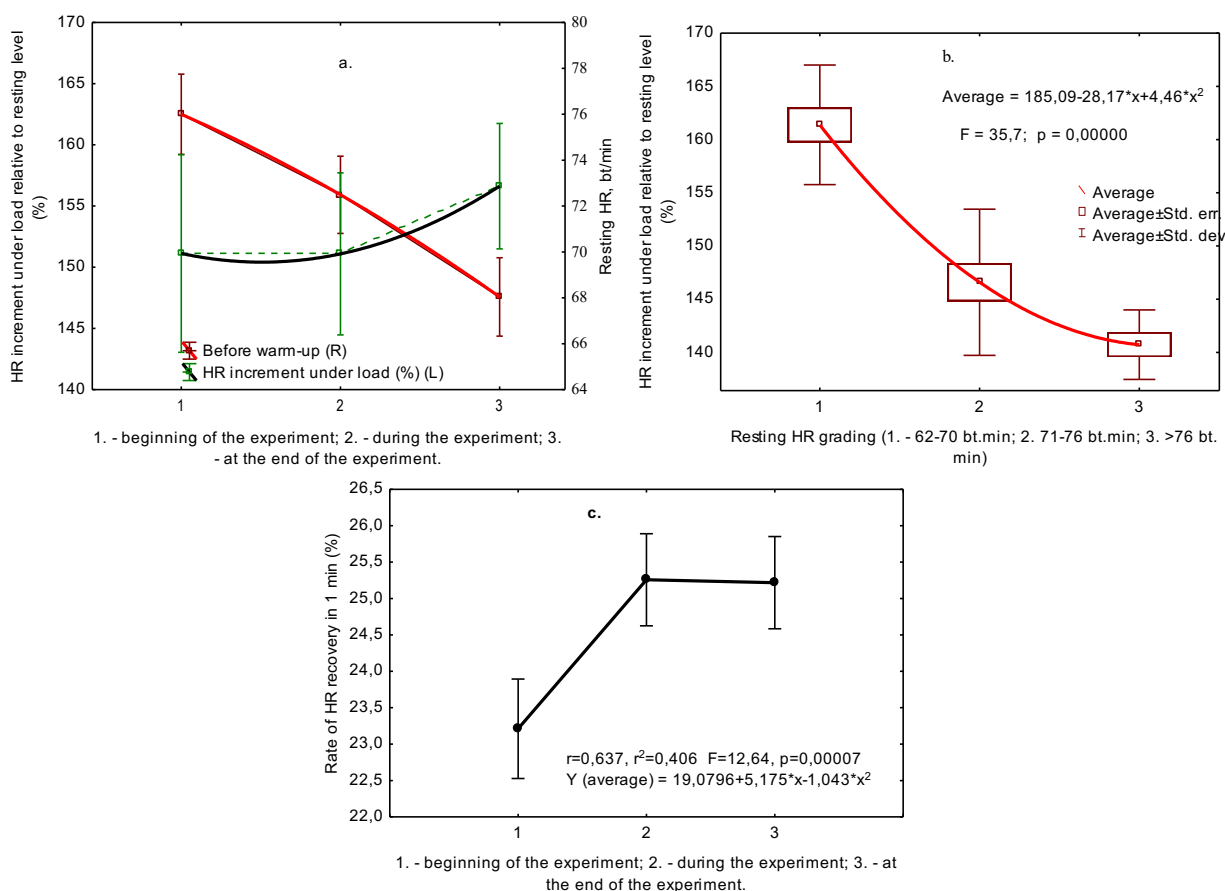 a.
HR increment under load relative to resting level
(%)
170
165
160
155
150
145
140
80
78
76
74
72
70
68
66
64
Resting HR, bt/min
Before warm-up (R)
HR increment under load (%) (L)
1 2 3
1. - beginning of the experiment; 2. - during the experiment; 3.
- at the end of the experiment.
b.
HR increment under load relative to resting level
(%)
170
165
160
155
150
145
140
Average = 185,09-28,17*x+4,46*x²
F = 35,7; p = 0,00000
Average
Average±Std. err.
Average±Std. dev
1 2 3
Resting HR grading (1. - 62-70 bt.min; 2. 71-76 bt.min; 3. >76 bt.
min)
c.
Rate of HR recovery in 1 min (%)
26,5
26,0
25,5
25,0
24,5
24,0
23,5
23,0
22,5
22,0
r=0,637, r²=0,406 F=12,64, p=0,00007
Y (average) = 19,0796+5,175*x-1,043*x²
1 2 3
1. - beginning of the experiment; 2. - during the experiment; 3. - at
the end of the experiment.